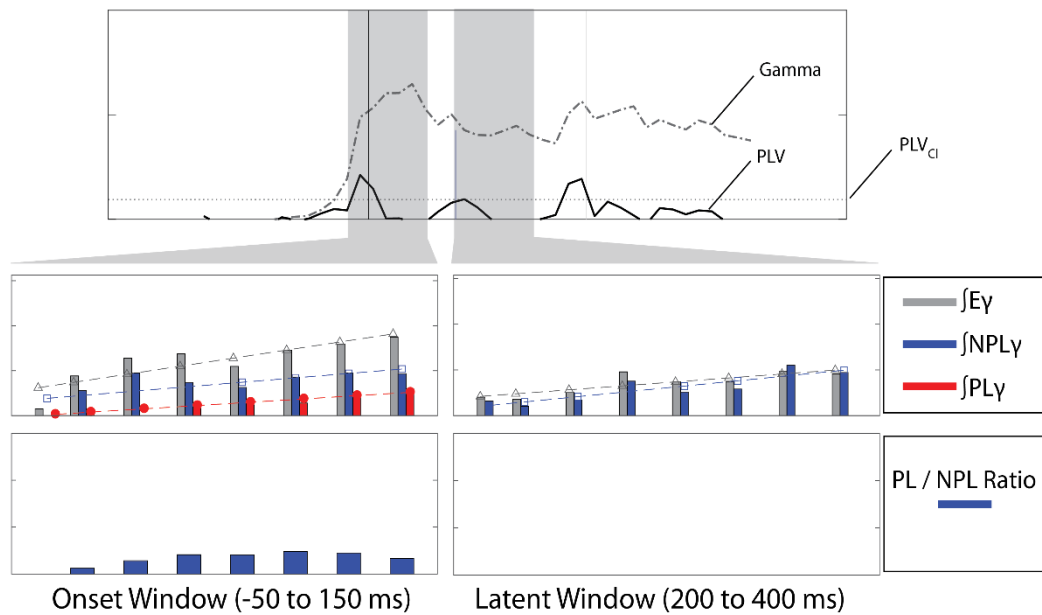 Gamma
PLV
PLV_CI
∫Eγ
∫NPLγ
∫PLγ
PL / NPL Ratio
Onset Window (-50 to 150 ms)
Latent Window (200 to 400 ms)